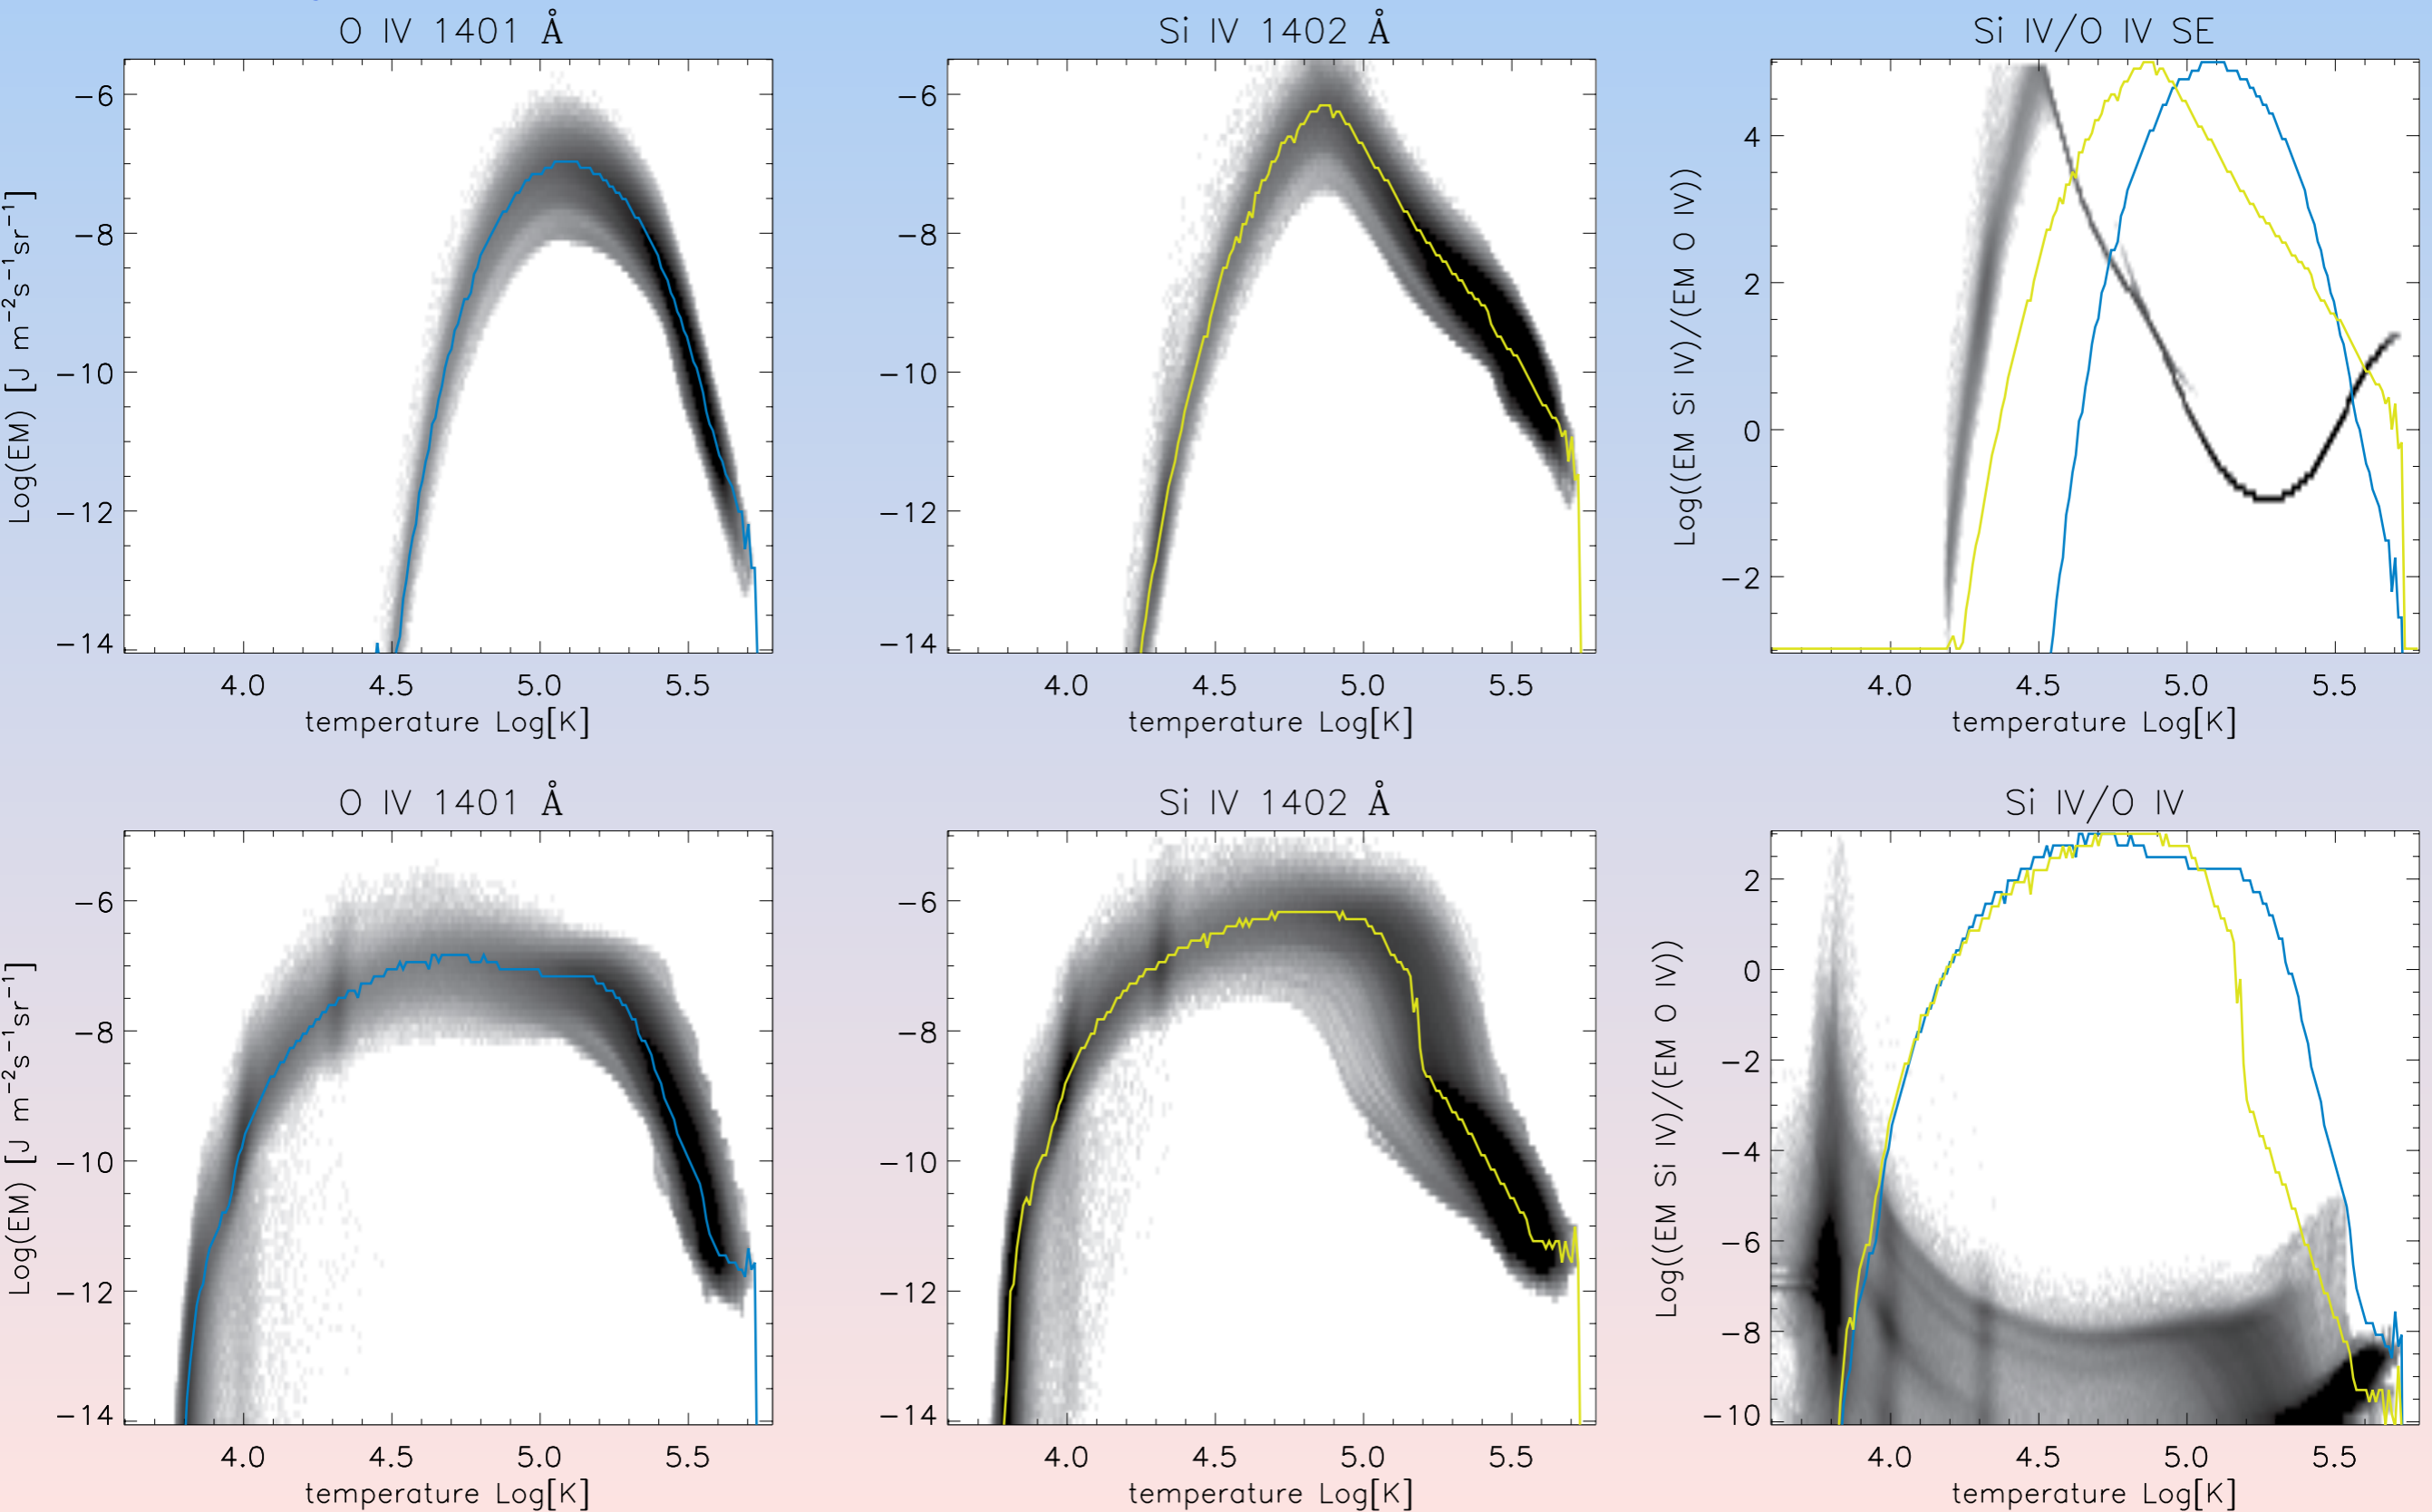 O IV 1401 Å
Si IV 1402 Å
Si IV/O IV SE
Log(EM) [J m−2s−1sr−1]
−6
−8
−10
−12
−14
4.0 4.5 5.0 5.5
temperature Log[K]
−6
−8
−10
−12
−14
4.0 4.5 5.0 5.5
temperature Log[K]
Log((EM Si IV)/(EM O IV))
4
2
0
−2
4.0 4.5 5.0 5.5
temperature Log[K]
O IV 1401 Å
Si IV 1402 Å
Si IV/O IV
Log(EM) [J m−2s−1sr−1]
−6
−8
−10
−12
−14
4.0 4.5 5.0 5.5
temperature Log[K]
−6
−8
−10
−12
−14
4.0 4.5 5.0 5.5
temperature Log[K]
Log((EM Si IV)/(EM O IV))
2
0
−2
−4
−6
−8
−10
4.0 4.5 5.0 5.5
temperature Log[K]